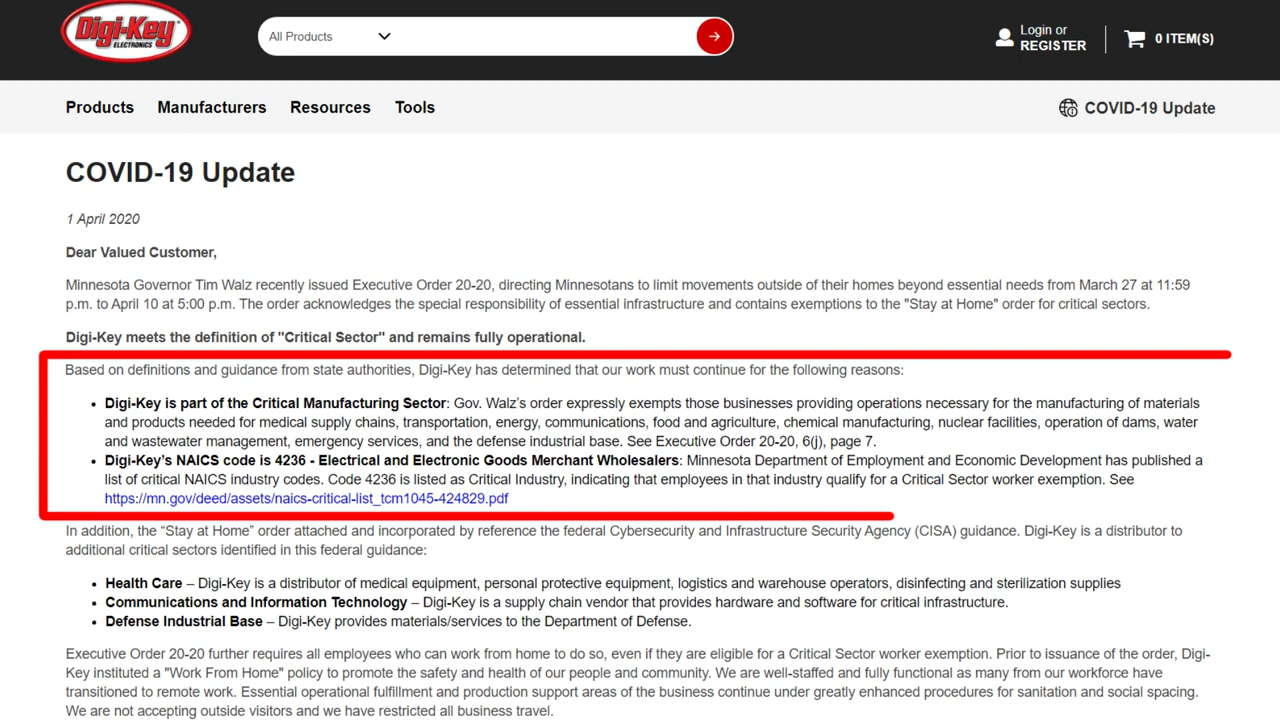 Digi-Key
ELECTRONICS
All Products
Login or
REGISTER
0 ITEM(S)
Products Manufacturers Resources Tools COVID-19 Update
COVID-19 Update
1 April 2020
Dear Valued Customer,
Minnesota Governor Tim Walz recently issued Executive Order 20-20, directing Minnesotans to limit movements outside of their homes beyond essential needs from March 27 at 11:59
p.m. to April 10 at 5:00 p.m. The order acknowledges the special responsibility of essential infrastructure and contains exemptions to the "Stay at Home" order for critical sectors.
Digi-Key meets the definition of "Critical Sector" and remains fully operational.
Based on definitions and guidance from state authorities, Digi-Key has determined that our work must continue for the following reasons:
• Digi-Key is part of the Critical Manufacturing Sector: Gov. Walz's order expressly exempts those businesses providing operations necessary for the manufacturing of materials
and products needed for medical supply chains, transportation, energy, communications, food and agriculture, chemical manufacturing, nuclear facilities, operation of dams, water
and wastewater management, emergency services, and the defense industrial base. See Executive Order 20-20, 6(j), page 7.
• Digi-Key's NAICS code is 4236 - Electrical and Electronic Goods Merchant Wholesalers: Minnesota Department of Employment and Economic Development has published a
list of critical NAICS industry codes. Code 4236 is listed as Critical Industry, indicating that employees in that industry qualify for a Critical Sector worker exemption. See
https://mn.gov/deed/assets/naics-critical-list_tcm1045-424829.pdf
In addition, the “Stay at Home” order attached and incorporated by reference the federal Cybersecurity and Infrastructure Security Agency (CISA) guidance. Digi-Key is a distributor to
additional critical sectors identified in this federal guidance:
• Health Care – Digi-Key is a distributor of medical equipment, personal protective equipment, logistics and warehouse operators, disinfecting and sterilization supplies
• Communications and Information Technology – Digi-Key is a supply chain vendor that provides hardware and software for critical infrastructure.
• Defense Industrial Base – Digi-Key provides materials/services to the Department of Defense.
Executive Order 20-20 further requires all employees who can work from home to do so, even if they are eligible for a Critical Sector worker exemption. Prior to issuance of the order, Digi-
Key instituted a "Work From Home" policy to promote the safety and health of our people and community. We are well-staffed and fully functional as many from our workforce have
transitioned to remote work. Essential operational fulfillment and production support areas of the business continue under greatly enhanced procedures for sanitation and social spacing.
We are not accepting outside visitors and we have restricted all business travel.